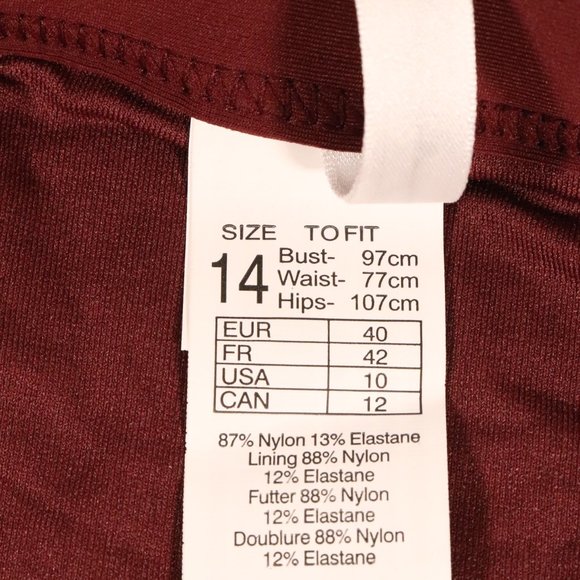 SIZE TO FIT
14 Bust- 97cm
Waist- 77cm
Hips- 107cm
EUR 40
FR 42
USA 10
CAN 12
87% Nylon 13% Elastane
Lining 88% Nylon
12% Elastane
Futter 88% Nylon
12% Elastane
Doublure 88% Nylon
12% Elastane